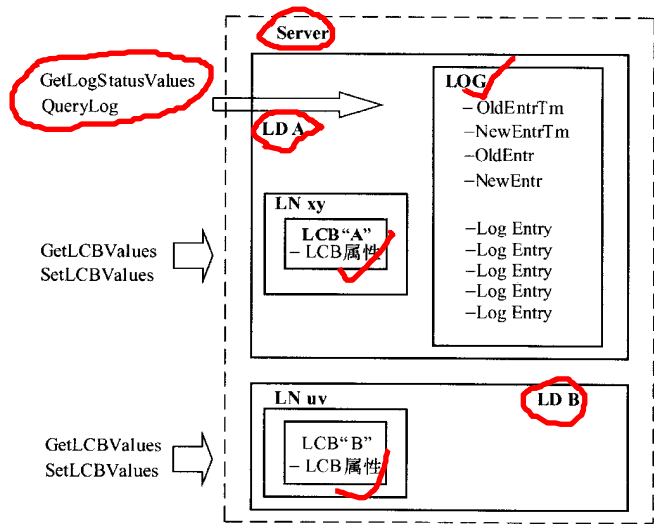 Server
GetLogStatusValues
QueryLog
LD A
LOG
–OldEntrTm
–NewEntrTm
–OldEntr
–NewEntr
–Log Entry
–Log Entry
–Log Entry
–Log Entry
–Log Entry
LN xy
LCB“A”
– LCB属性
GetLCBValues
SetLCBValues
LN uv
LD B
LCB“B”
– LCB属性
GetLCBValues
SetLCBValues